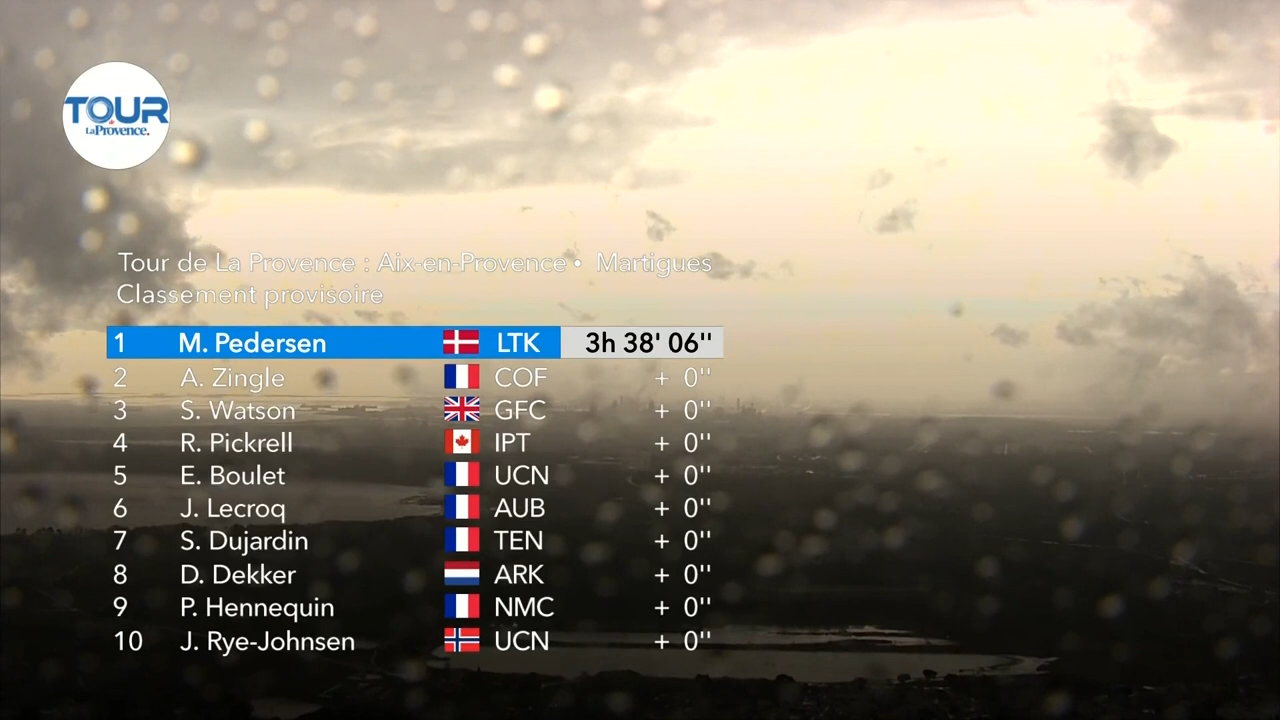 TOUR
La Provence.
Tour de La Provence : Aix-en-Provence • Martigues
Classement provisoire
1 M. Pedersen LTK 3h 38' 06''
2 A. Zingle COF + 0''
3 S. Watson GFC + 0''
4 R. Pickrell IPT + 0''
5 E. Boulet UCN + 0''
6 J. Lecroq AUB + 0''
7 S. Dujardin TEN + 0''
8 D. Dekker ARK + 0''
9 P. Hennequin NMC + 0''
10 J. Rye-Johnsen UCN + 0''